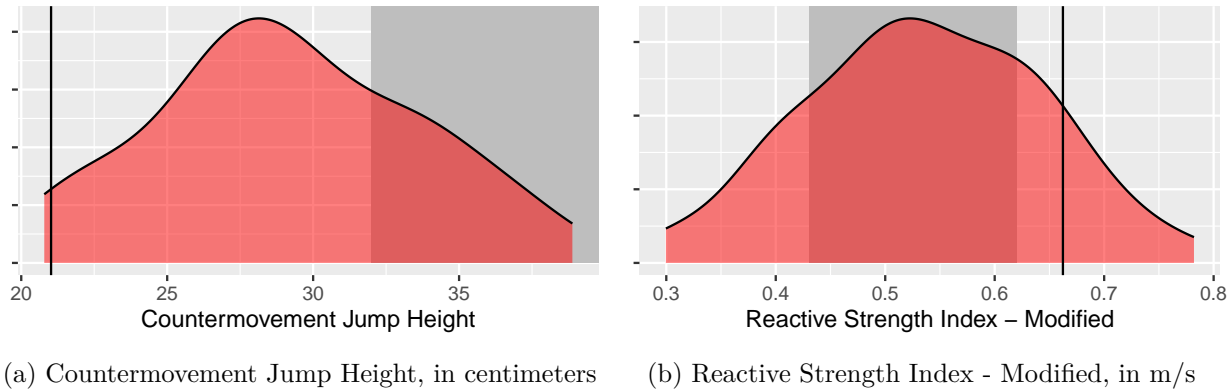 20 25 30 35
Countermovement Jump Height
(a) Countermovement Jump Height, in centimeters
0.3 0.4 0.5 0.6 0.7 0.8
Reactive Strength Index – Modified
(b) Reactive Strength Index - Modified, in m/s